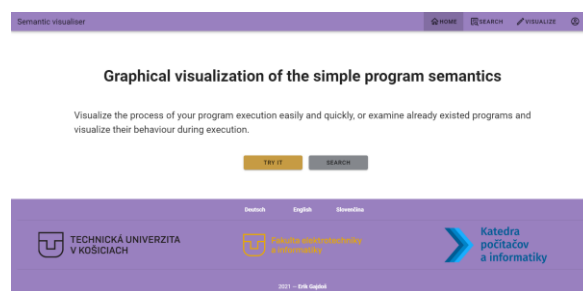 Semantic visualiser
HOME
SEARCH
VISUALIZE
Graphical visualization of the simple program semantics
Visualize the process of your program execution easily and quickly, or examine already existed programs and
visualize their behaviour during execution.
TRY IT
SEARCH
Deutsch
English
Slovenčina
TECHNICKÁ UNIVERZITA
V KOŠICIACH
Fakulta elektrotechniky
a informatiky
Katedra
počítačov
a informatiky
2021 – Erik Gajdoš